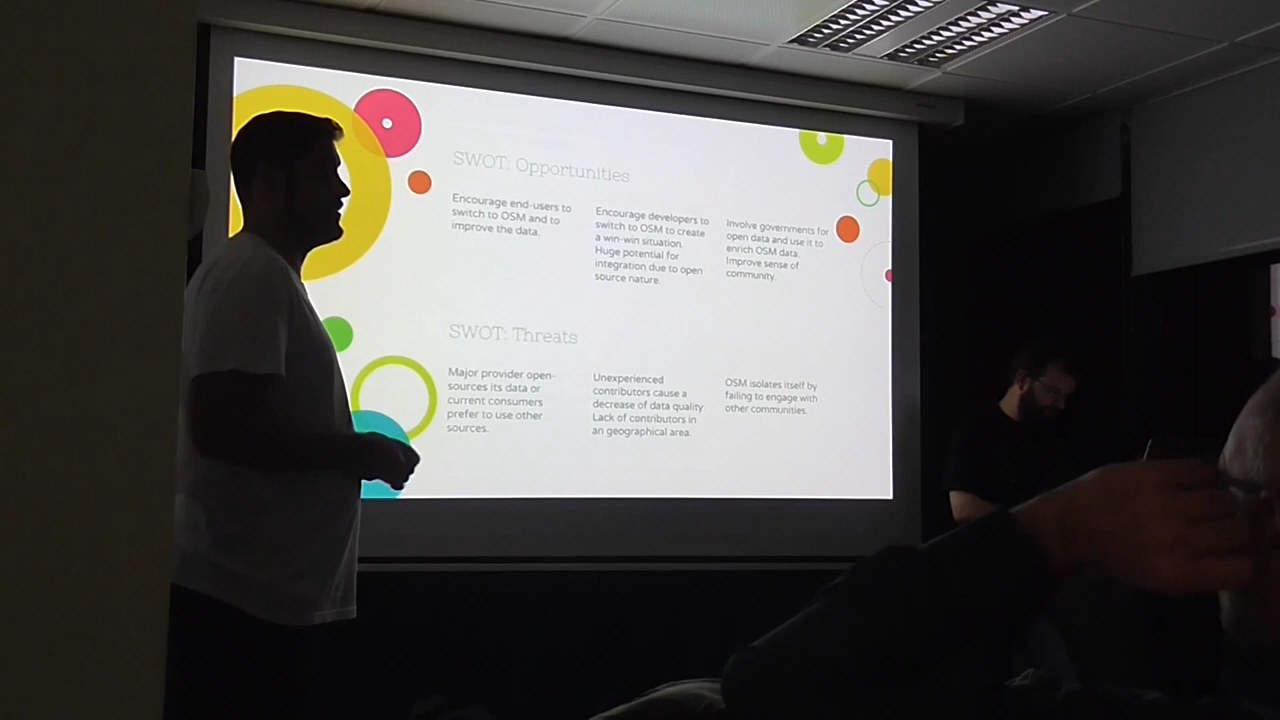 SWOT: Opportunities
Encourage end-users to
switch to OSM and to
improve the data.
Encourage developers to
switch to OSM to create
a win-win situation.
Huge potential for
integration due to open
source nature.
Involve governments for
open data and use it to
enrich OSM data.
Improve sense of
community.
SWOT: Threats
Major provider open-
sources its data or
current consumers
prefer to use other
sources.
Unexperienced
contributors cause a
decrease of data quality.
Lack of contributors in
an geographical area.
OSM isolates itself by
failing to engage with
other communities.